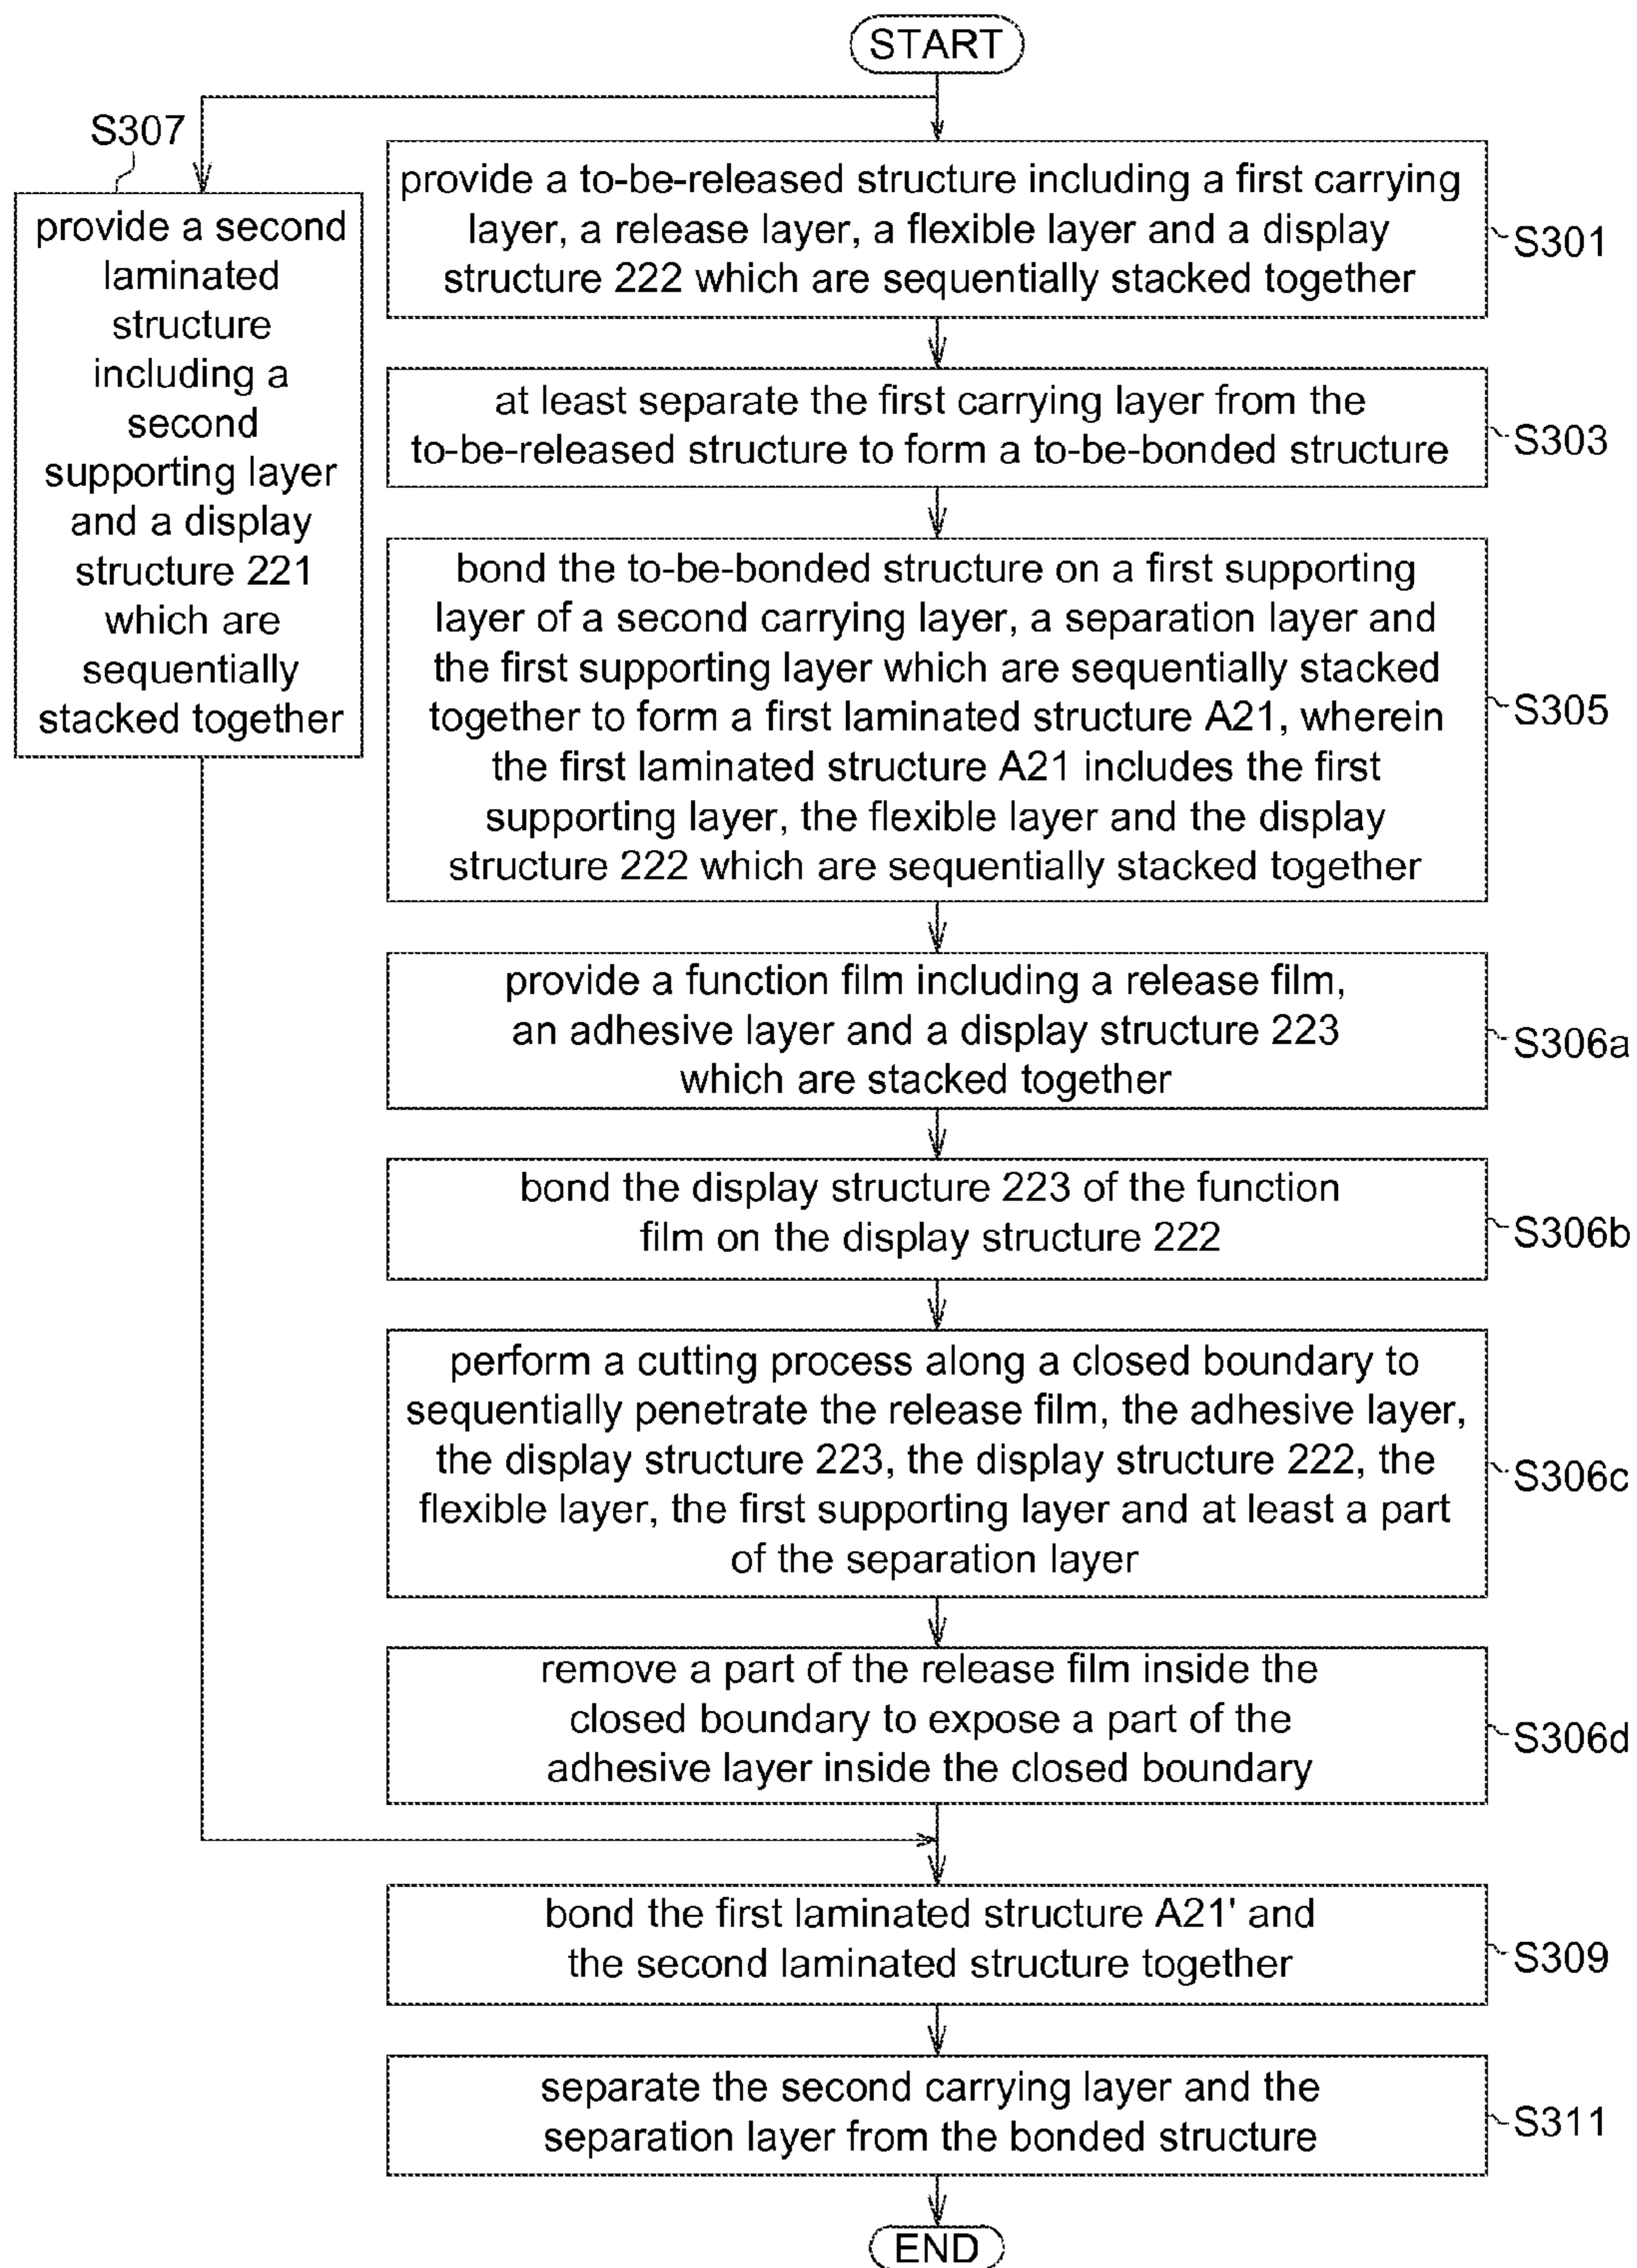 START
S307
provide a second
laminated
structure
including a
second
supporting layer
and a display
structure 221
which are
sequentially
stacked together
provide a to-be-released structure including a first carrying
layer, a release layer, a flexible layer and a display
structure 222 which are sequentially stacked together
S301
at least separate the first carrying layer from the
to-be-released structure to form a to-be-bonded structure
S303
bond the to-be-bonded structure on a first supporting
layer of a second carrying layer, a separation layer and
the first supporting layer which are sequentially stacked
together to form a first laminated structure A21, wherein
the first laminated structure A21 includes the first
supporting layer, the flexible layer and the display
structure 222 which are sequentially stacked together
S305
provide a function film including a release film,
an adhesive layer and a display structure 223
which are stacked together
S306a
bond the display structure 223 of the function
film on the display structure 222
S306b
perform a cutting process along a closed boundary to
sequentially penetrate the release film, the adhesive layer,
the display structure 223, the display structure 222, the
flexible layer, the first supporting layer and at least a part
of the separation layer
S306c
remove a part of the release film inside the
closed boundary to expose a part of the
adhesive layer inside the closed boundary
S306d
bond the first laminated structure A21' and
the second laminated structure together
S309
separate the second carrying layer and the
separation layer from the bonded structure
S311
END